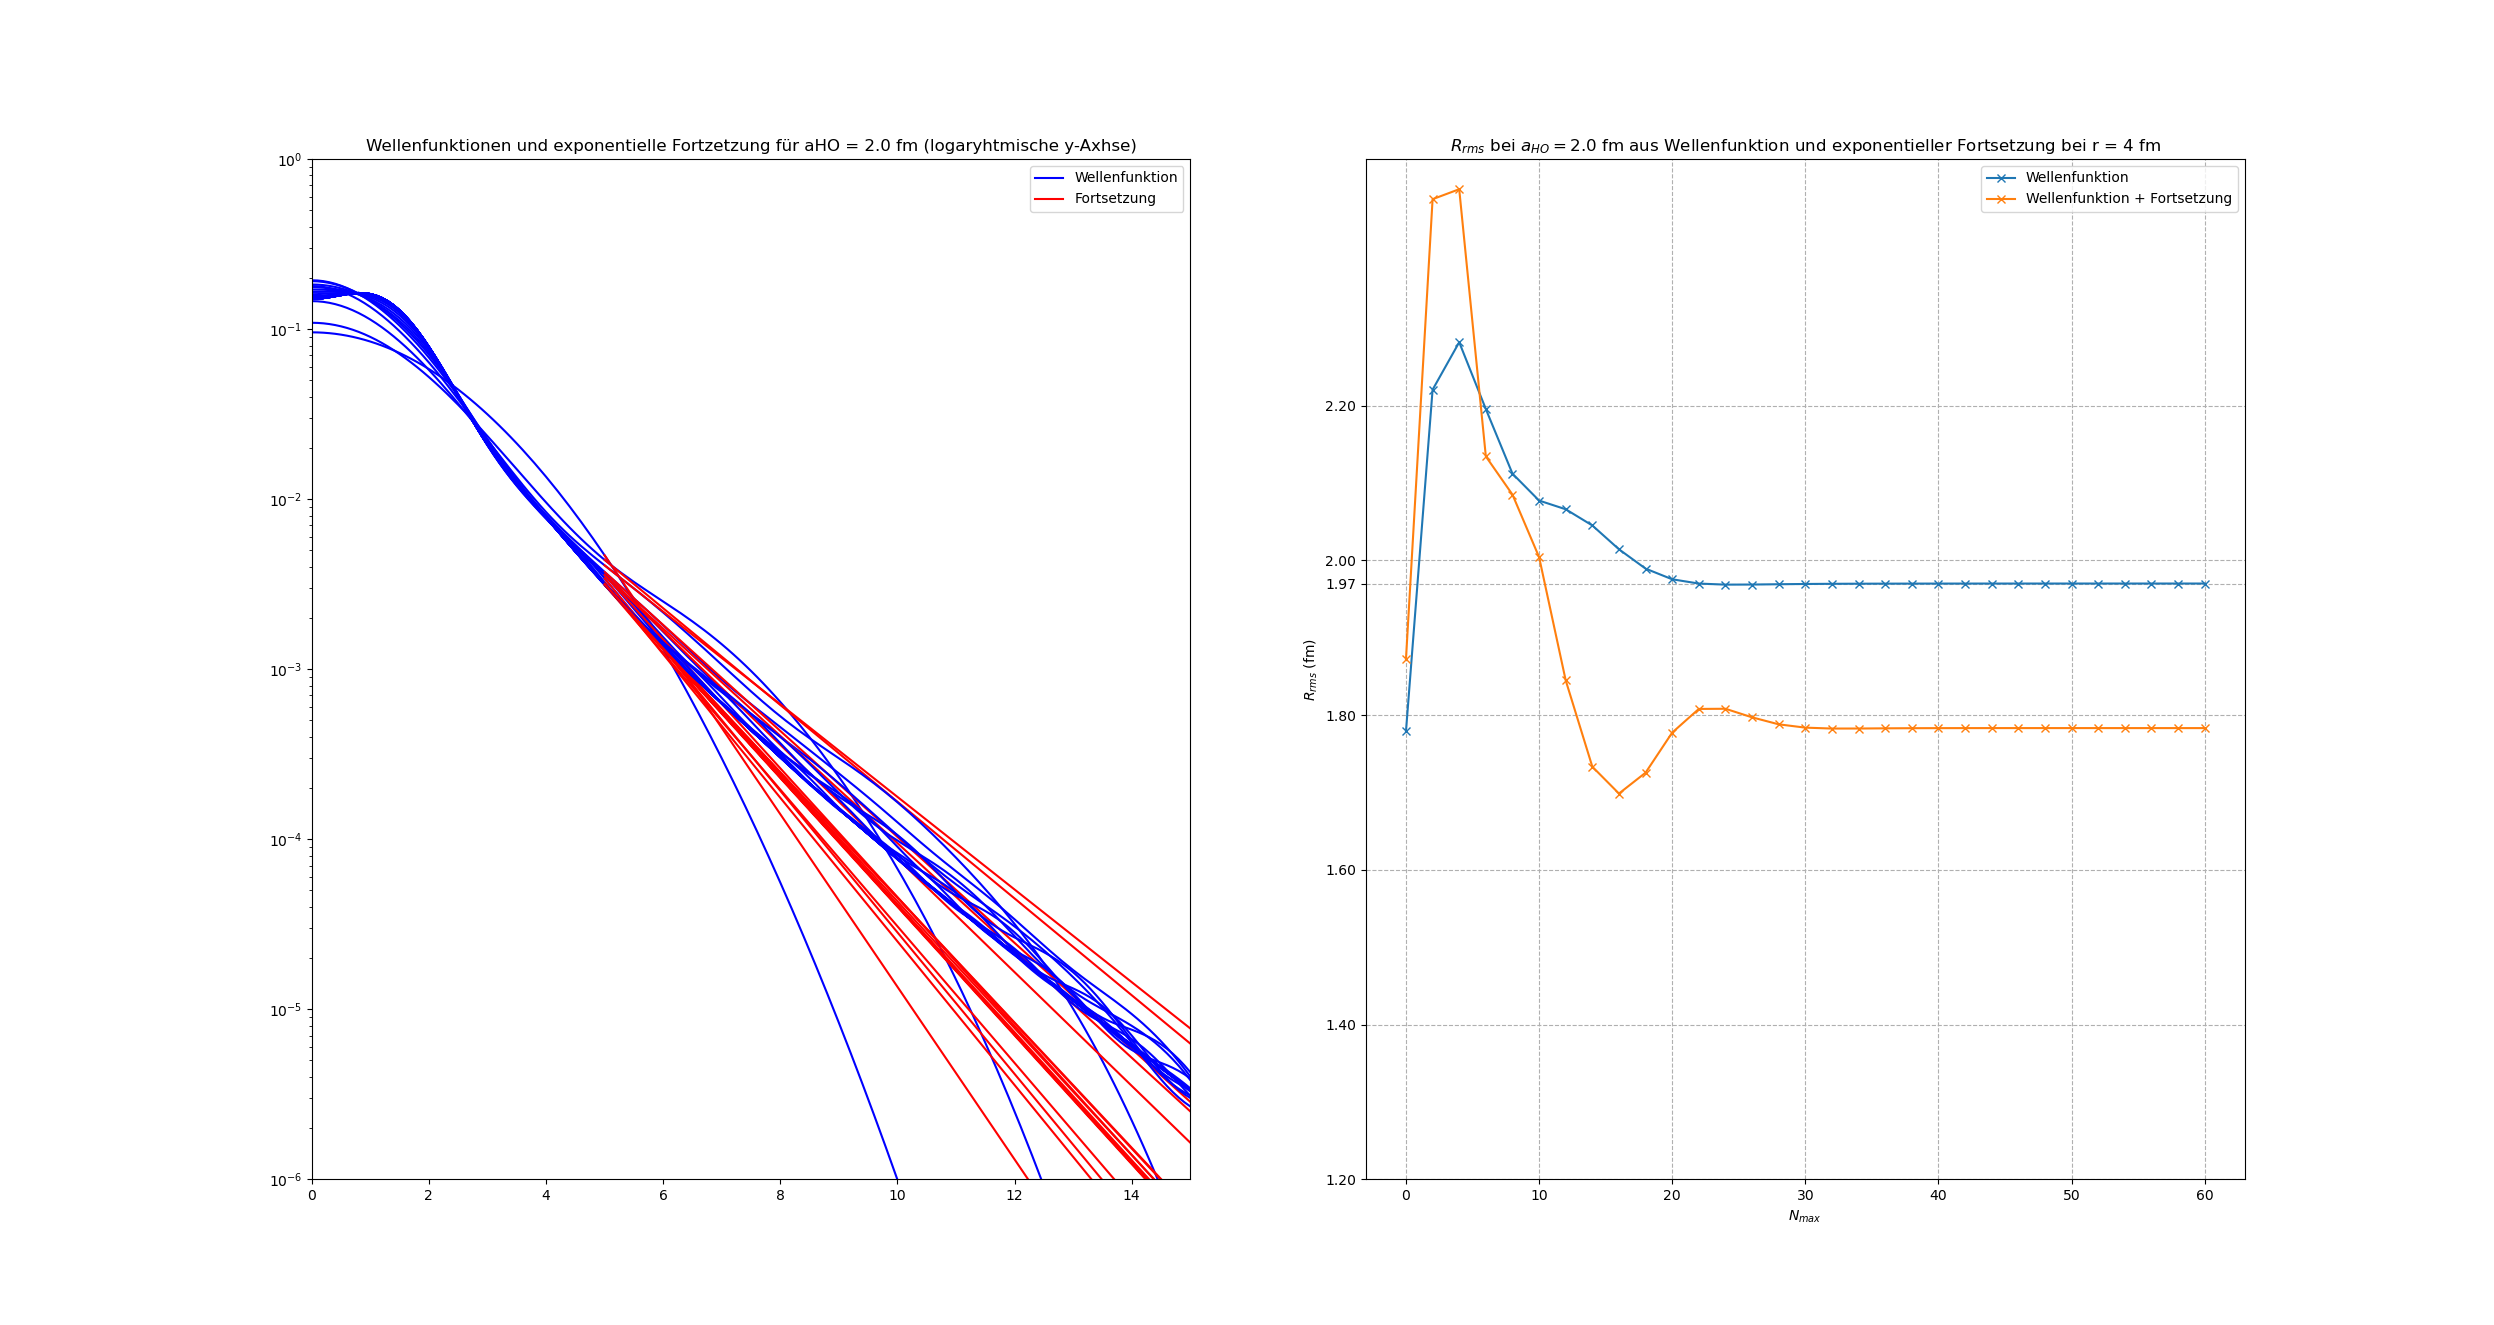 Wellenfunktionen und exponentielle Fortzetzung für aHO = 2.0 fm (logaryhtmische y-Axhse)
Wellenfunktion
Fortsetzung
10⁰
10⁻¹
10⁻²
10⁻³
10⁻⁴
10⁻⁵
10⁻⁶
0 2 4 6 8 10 12 14
R_rms bei a_HO = 2.0 fm aus Wellenfunktion und exponentieller Fortsetzung bei r = 4 fm
Wellenfunktion
Wellenfunktion + Fortsetzung
R_rms (fm)
2.20
2.00
1.97
1.80
1.60
1.40
1.20
0 10 20 30 40 50 60
N_max